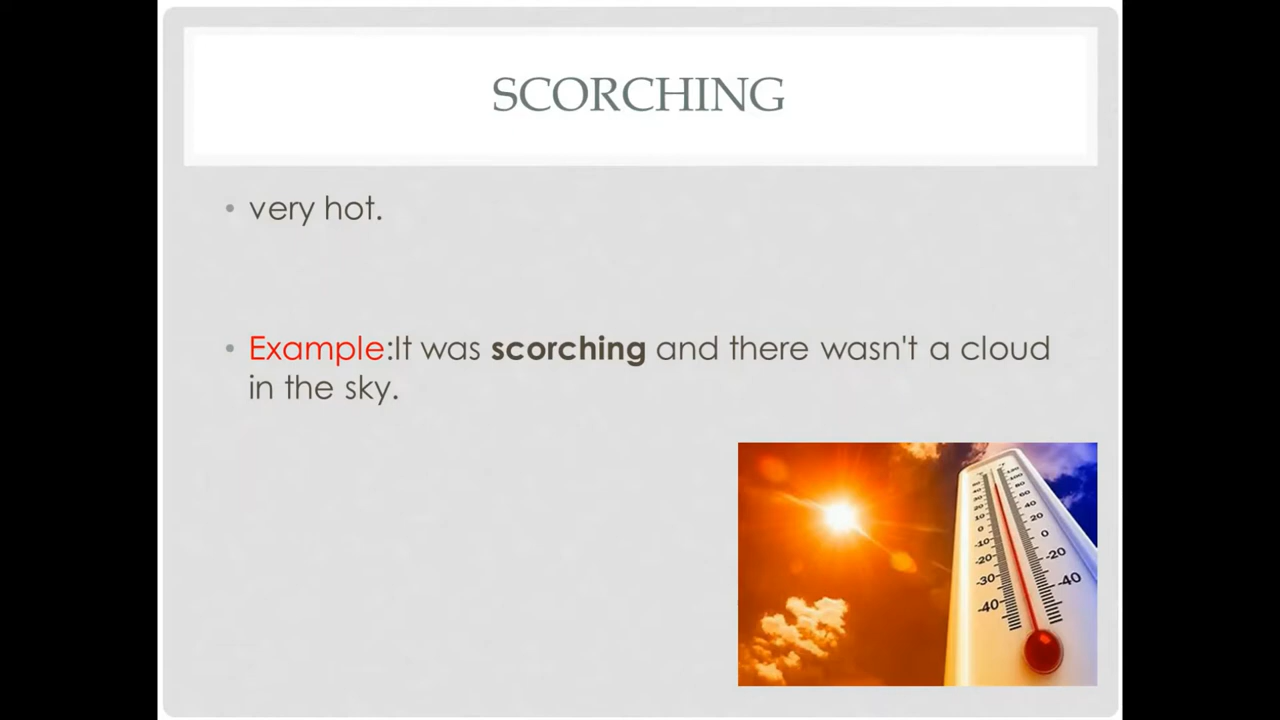 SCORCHING
• very hot.
• Example:It was scorching and there wasn't a cloud
in the sky.